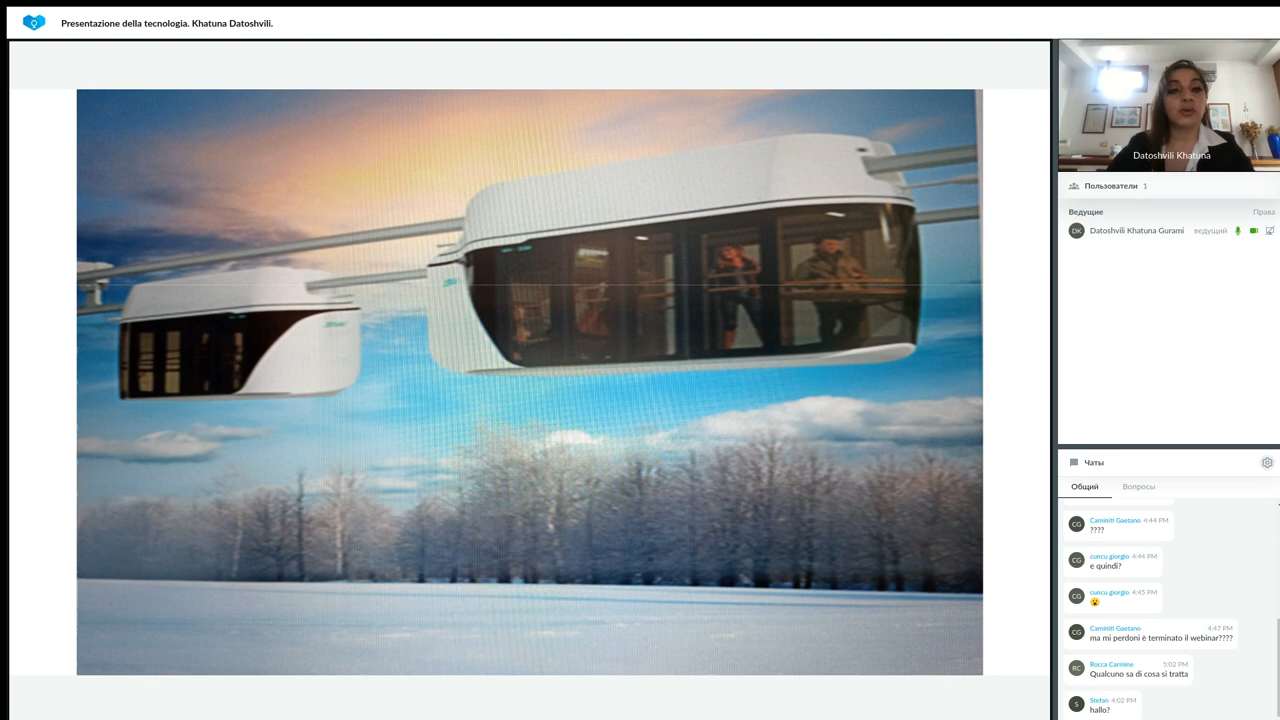 Presentazione della tecnologia. Khatuna Datoshvili.
Datoshvili Khatuna
Пользователи 1
Ведущие Права
DK Datoshvili Khatuna Gurami ведущий
Чаты
Общий Вопросы
CG Caminiti Gaetano 4:44 PM
????
CG cuncu giorgio 4:44 PM
e quindi?
CG cuncu giorgio 4:45 PM
😮
CG Caminiti Gaetano 4:47 PM
ma mi perdoni è terminato il webinar????
RC Rocca Carmine 5:02 PM
Qualcuno sa di cosa si tratta
S Stefan 4:02 PM
hallo?